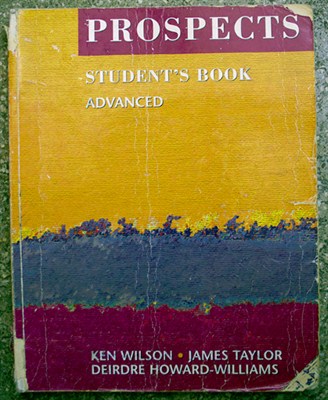 PROSPECTS
STUDENT'S BOOK
ADVANCED
KEN WILSON • JAMES TAYLOR
DEIRDRE HOWARD-WILLIAMS